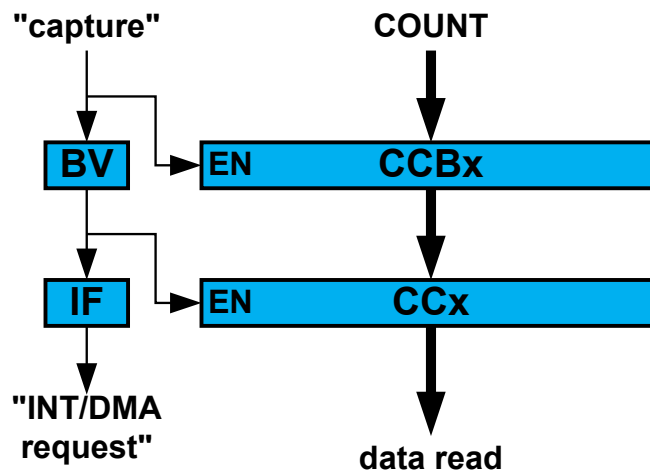 "capture"
COUNT
BV
EN
CCBx
IF
EN
CCx
"INT/DMA
request"
data read